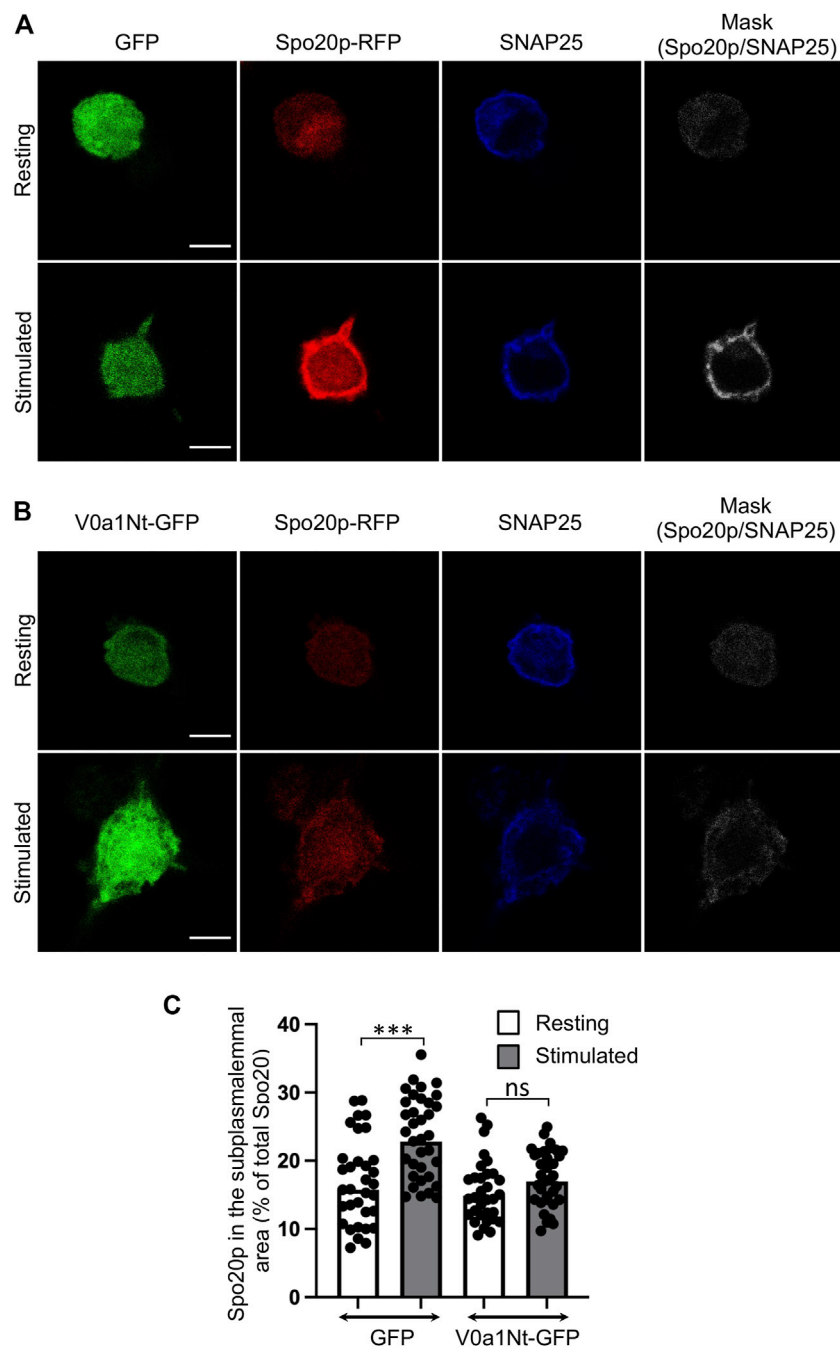 A
GFP
Spo20p-RFP
SNAP25
Mask
(Spo20p/SNAP25)
Resting
Stimulated
B
V0a1Nt-GFP
Spo20p-RFP
SNAP25
Mask
(Spo20p/SNAP25)
Resting
Stimulated
C
Spo20p in the subplasmalemmal
area (% of total Spo20)
40
30
20
10
0
***
ns
Resting
Stimulated
GFP
V0a1Nt-GFP